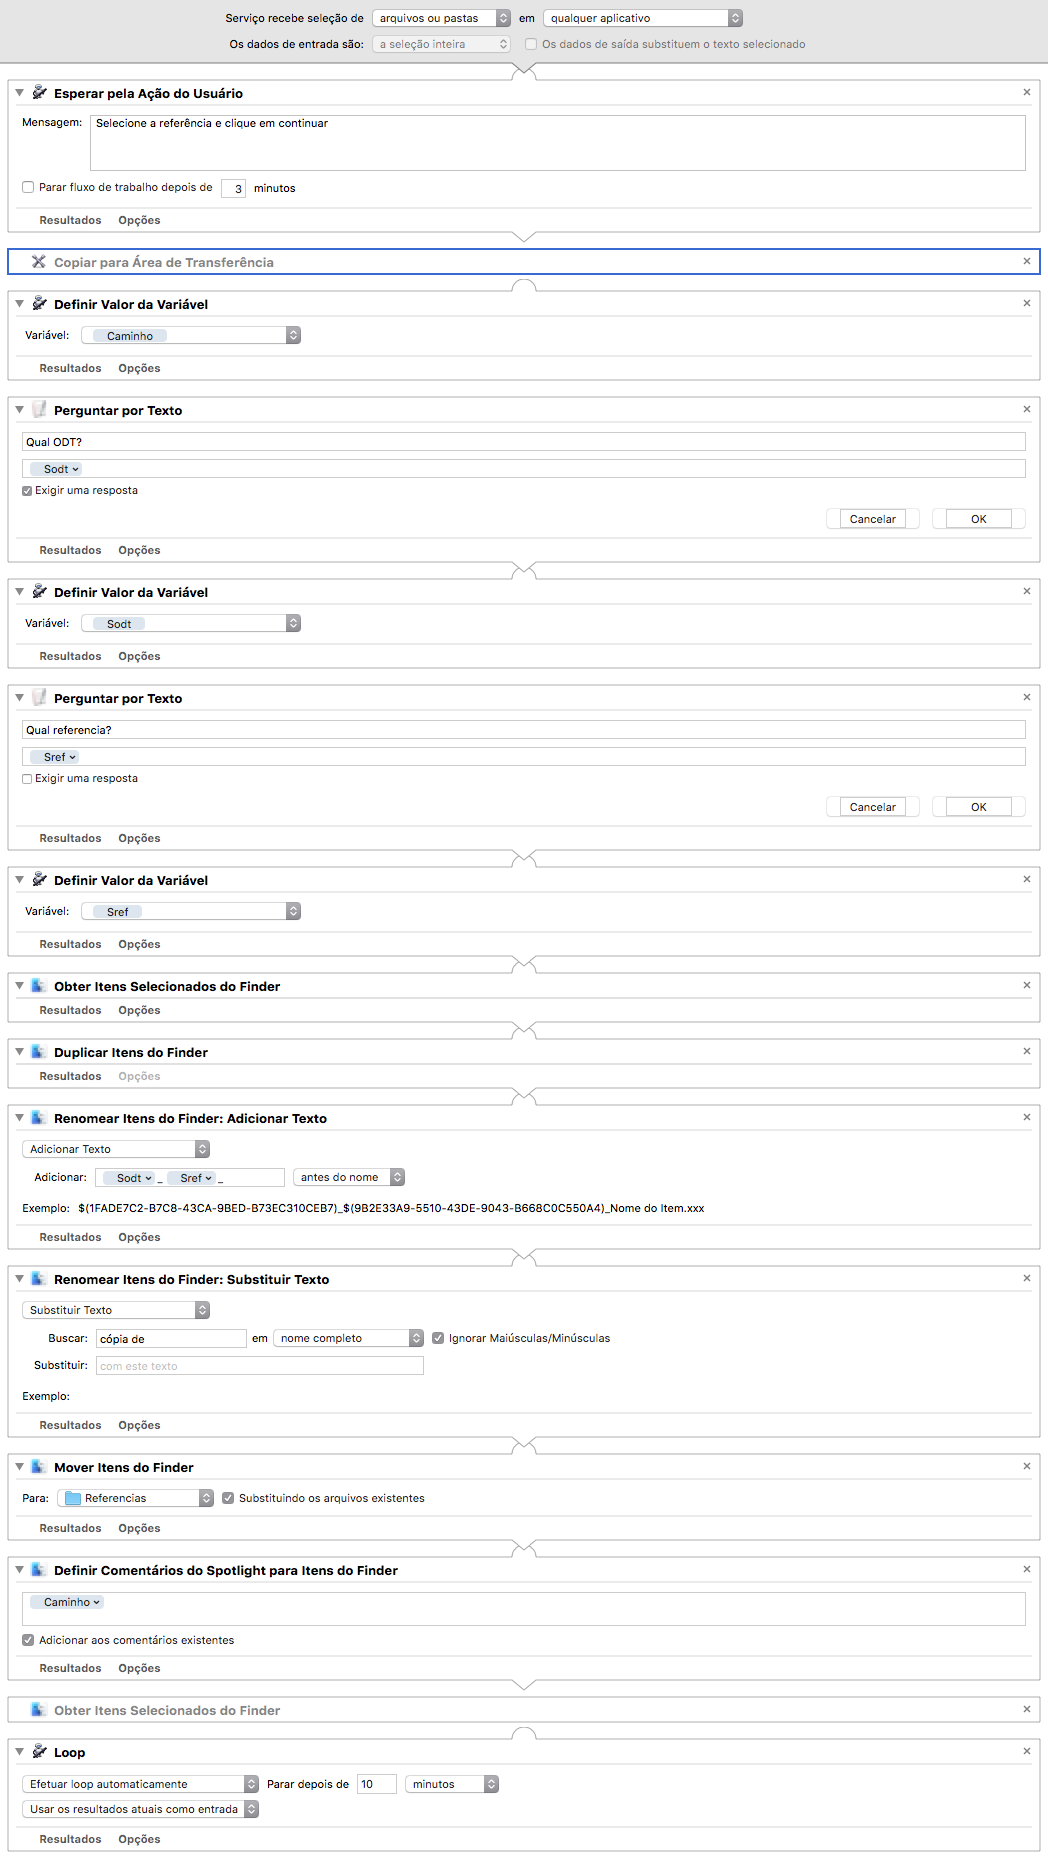 Serviço recebe seleção de arquivos ou pastas em qualquer aplicativo
Os dados de entrada são: a seleção inteira Os dados de saída substituem o texto selecionado
Esperar pela Ação do Usuário
Mensagem: Selecione a referência e clique em continuar
Parar fluxo de trabalho depois de 3 minutos
Resultados Opções
Copiar para Área de Transferência
Definir Valor da Variável
Variável: Caminho
Resultados Opções
Perguntar por Texto
Qual ODT?
Sodt
Exigir uma resposta
Cancelar OK
Resultados Opções
Definir Valor da Variável
Variável: Sodt
Resultados Opções
Perguntar por Texto
Qual referencia?
Sref
Exigir uma resposta
Cancelar OK
Resultados Opções
Definir Valor da Variável
Variável: Sref
Resultados Opções
Obter Itens Selecionados do Finder
Resultados Opções
Duplicar Itens do Finder
Resultados Opções
Renomear Itens do Finder: Adicionar Texto
Adicionar Texto
Adicionar: Sodt _ Sref _ antes do nome
Exemplo: $(1FADE7C2-B7C8-43CA-9BED-B73EC310CEB7)_$(9B2E33A9-5510-43DE-9043-B668C0C550A4)_Nome do Item.xxx
Resultados Opções
Renomear Itens do Finder: Substituir Texto
Substituir Texto
Buscar: cópia de em nome completo Ignorar Maiúsculas/Minúsculas
Substituir: com este texto
Exemplo:
Resultados Opções
Mover Itens do Finder
Para: Referencias Substituindo os arquivos existentes
Resultados Opções
Definir Comentários do Spotlight para Itens do Finder
Caminho
Adicionar aos comentários existentes
Resultados Opções
Obter Itens Selecionados do Finder
Loop
Efetuar loop automaticamente Parar depois de 10 minutos
Usar os resultados atuais como entrada
Resultados Opções